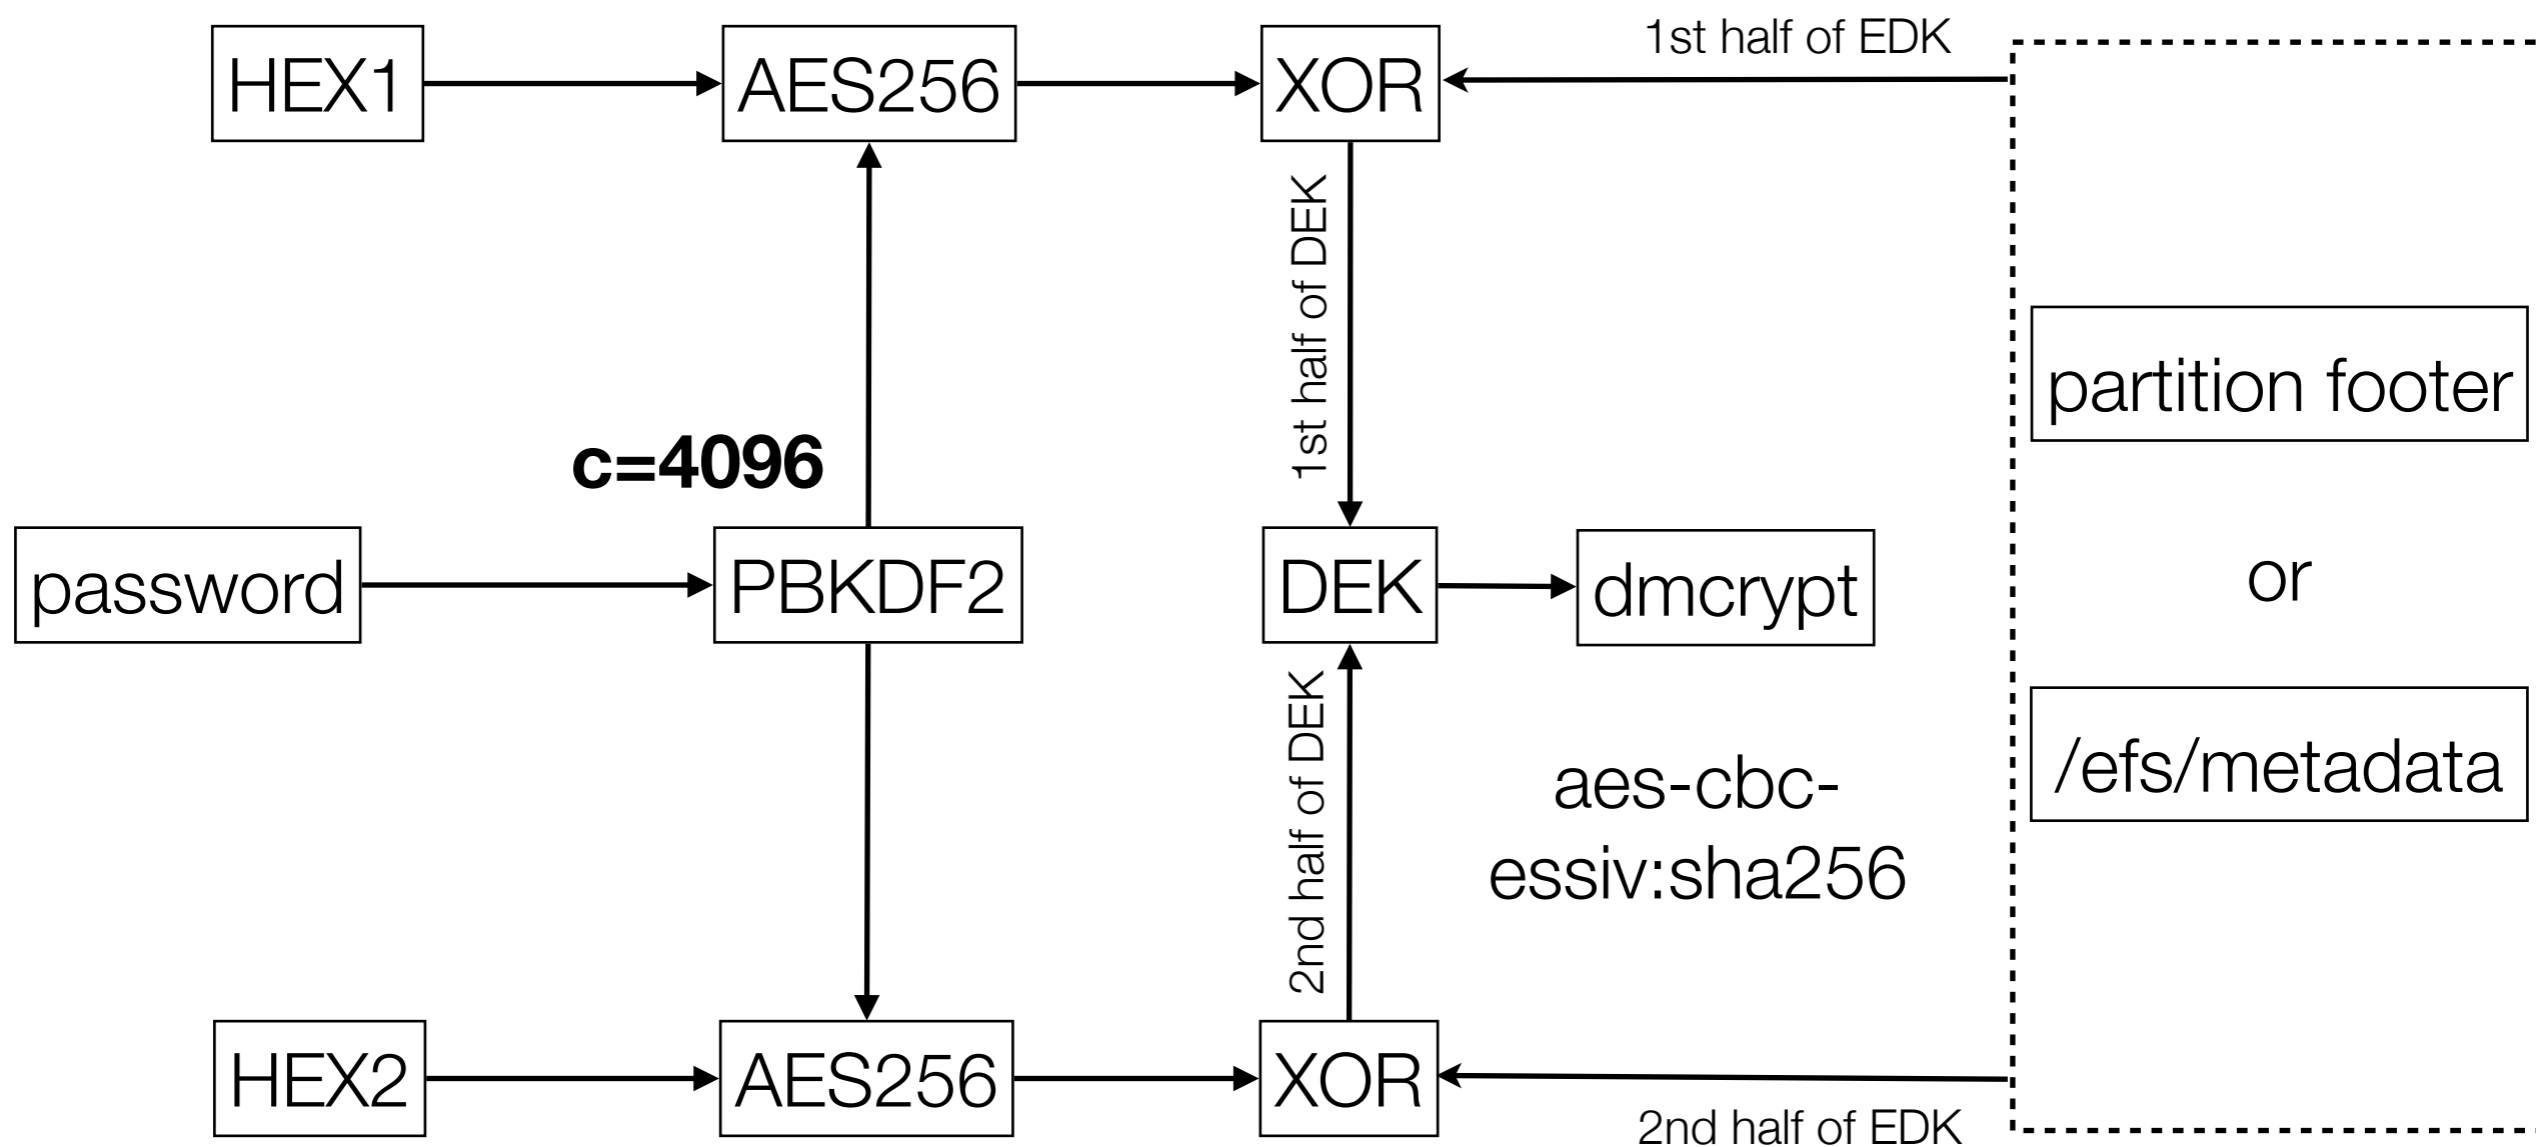 HEX1
AES256
XOR
1st half of EDK
1st half of DEK
partition footer
c=4096
password
PBKDF2
DEK
dmcrypt
or
2nd half of DEK
aes-cbc-
essiv:sha256
/efs/metadata
HEX2
AES256
XOR
2nd half of EDK